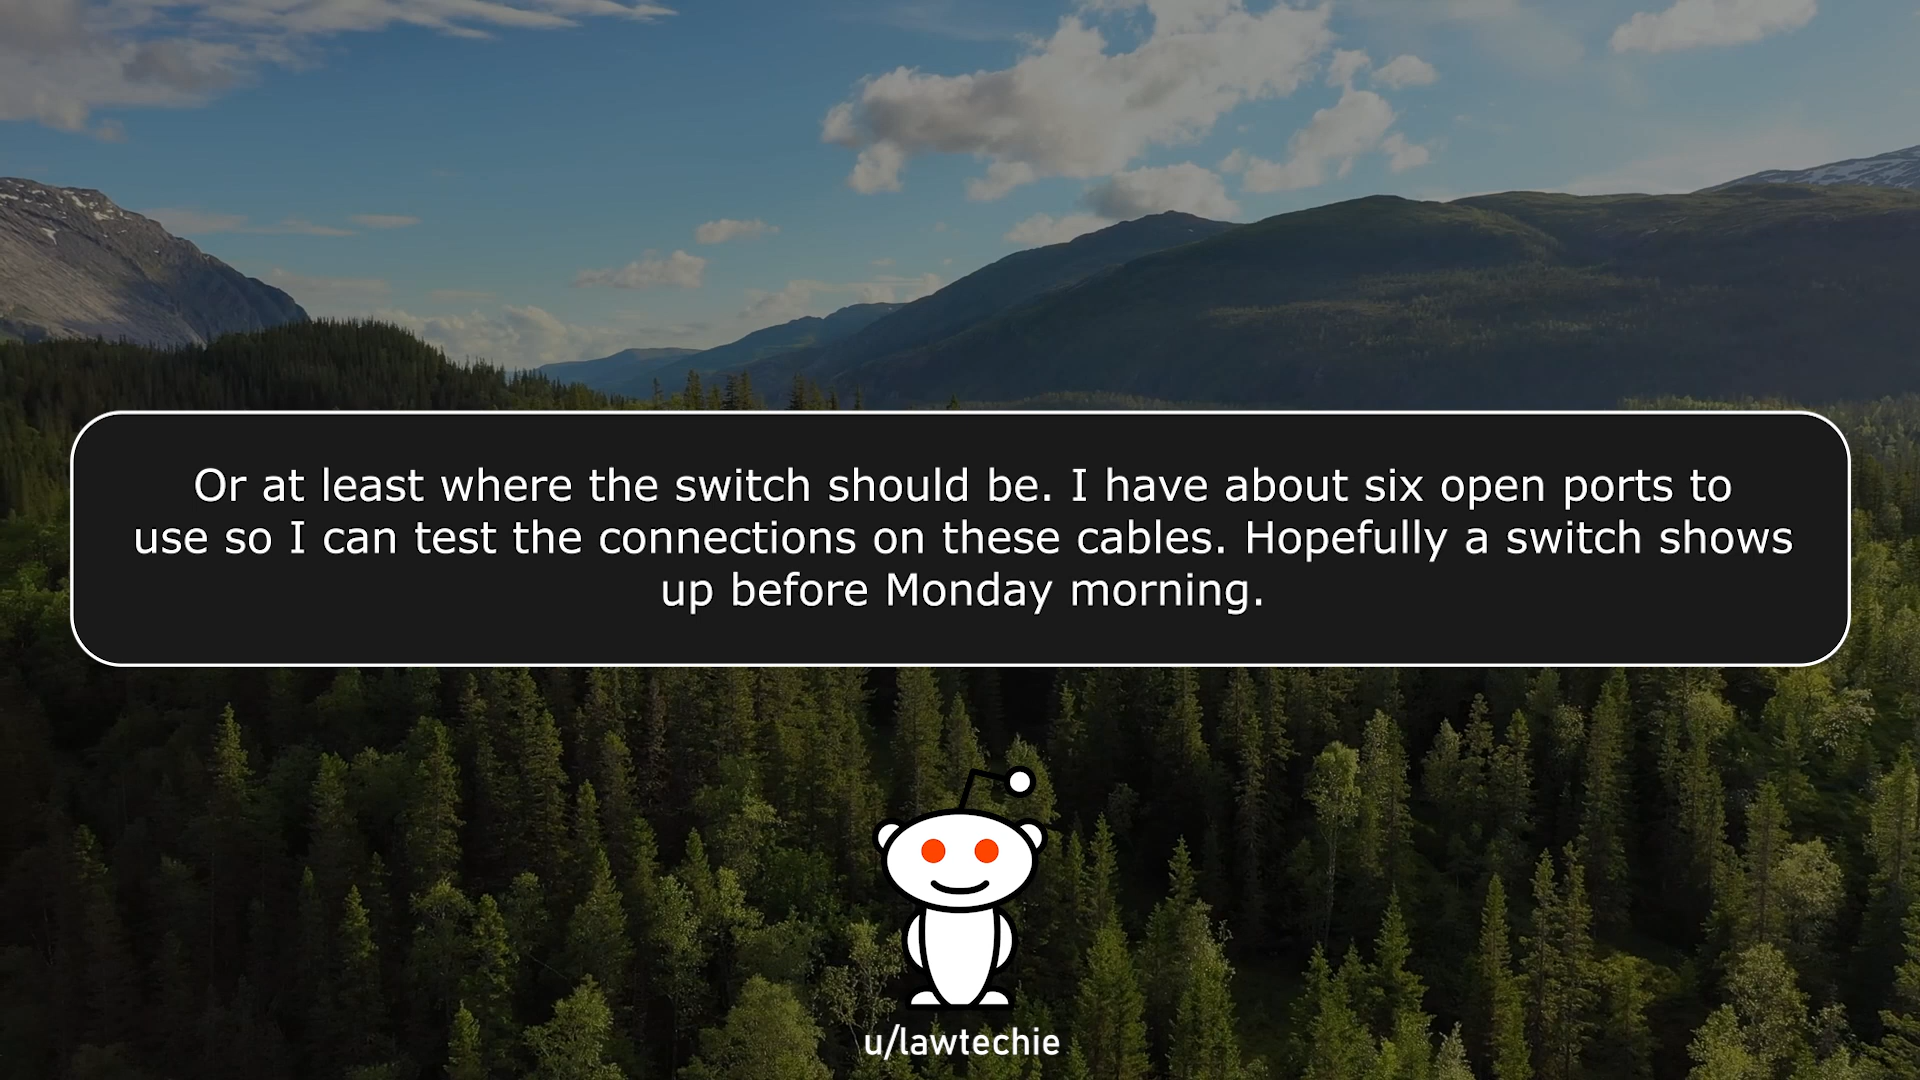 Or at least where the switch should be. I have about six open ports to
use so I can test the connections on these cables. Hopefully a switch shows
up before Monday morning.
u/lawtechie